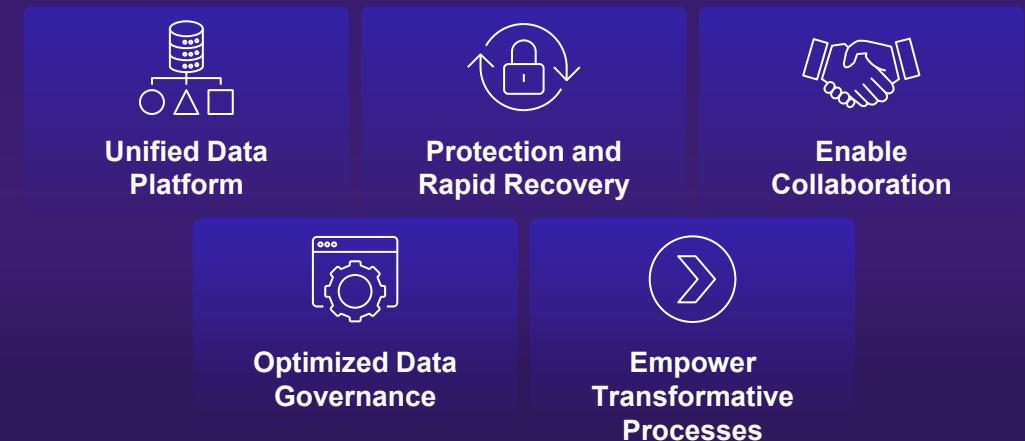 Unified Data
Platform
Protection and
Rapid Recovery
Enable
Collaboration
Optimized Data
Governance
Empower
Transformative
Processes